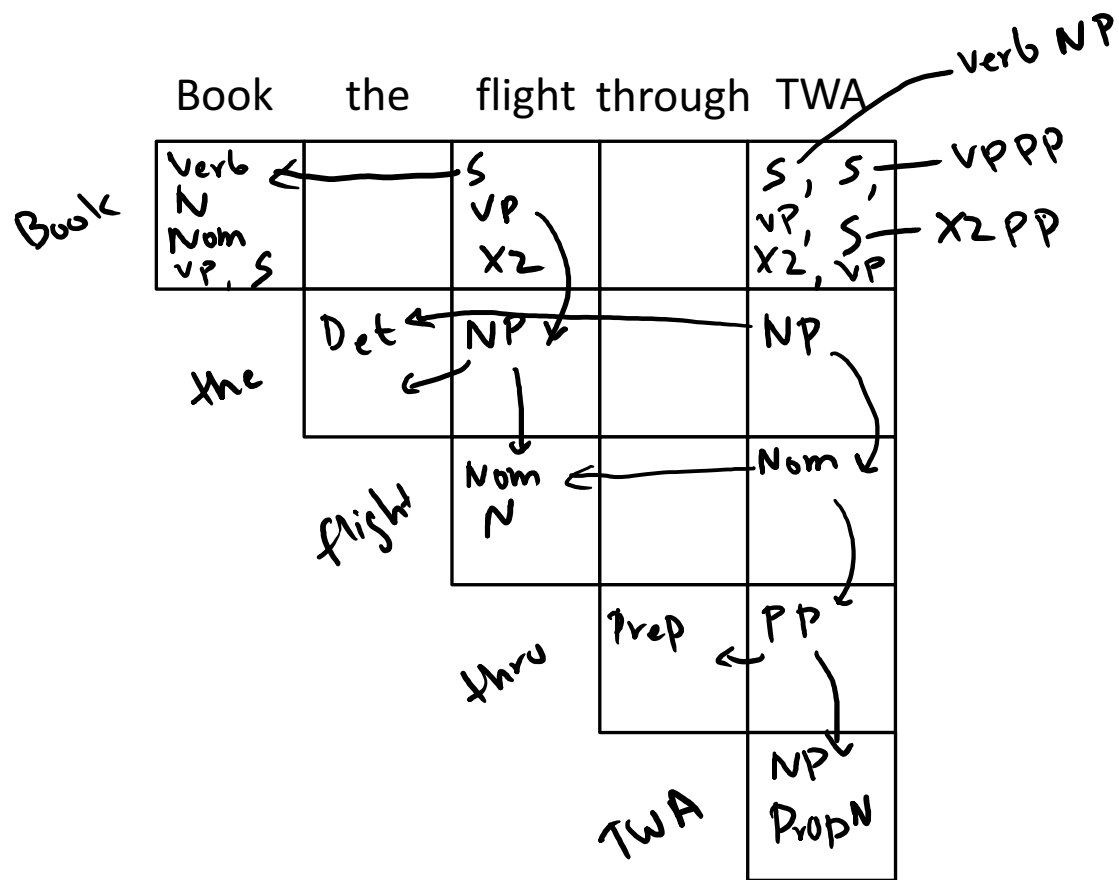 verb NP
Book the flight through TWA
Book
Verb
N
Nom
VP, S
S
VP
X2
S, S,
VP, S
X2, VP
VP PP
X2 PP
the
Det
NP
NP
flight
Nom
N
Nom
thru
Prep
PP
TWA
NP
PropN